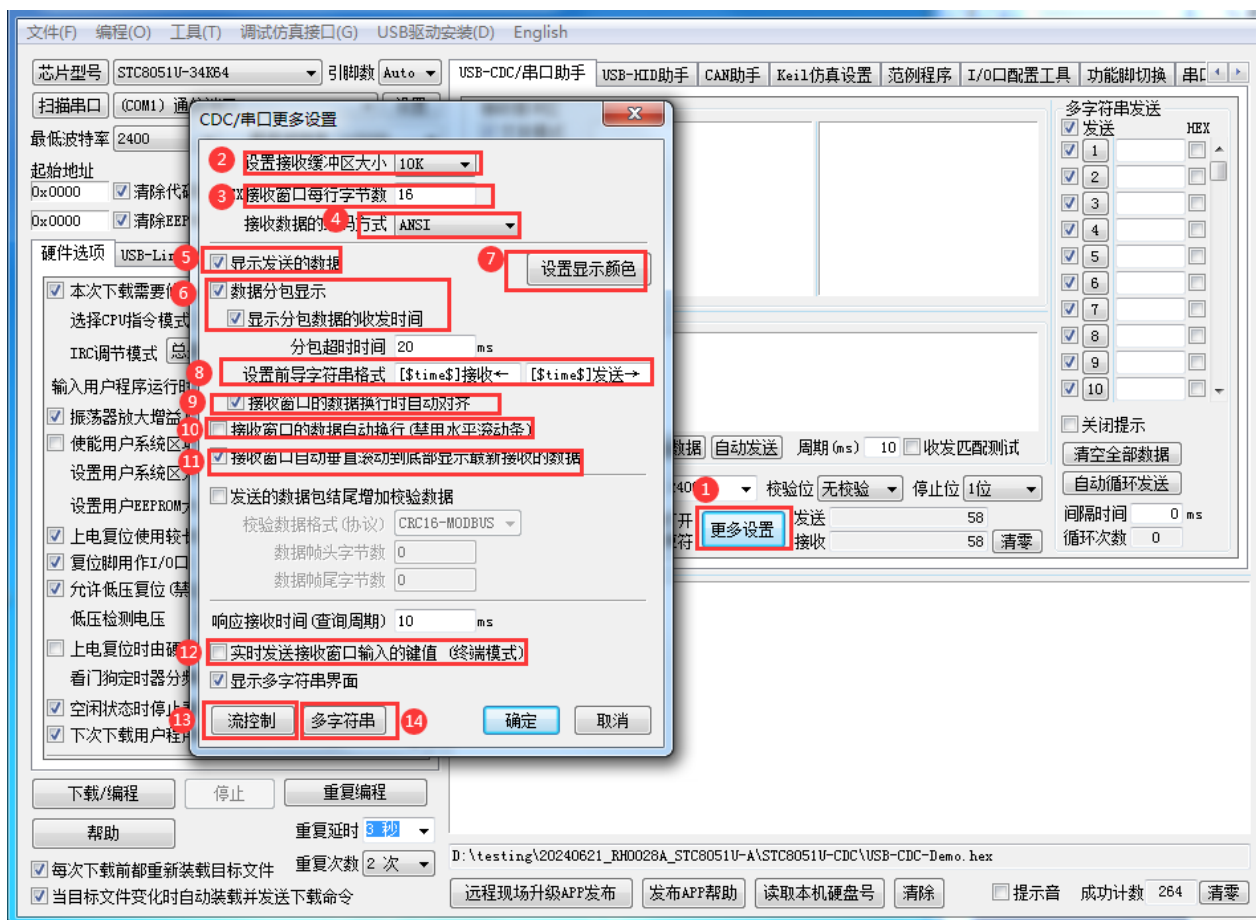 文件(F) 编程(O) 工具(T) 调试仿真接口(G) USB驱动安装(D) English
芯片型号 STC8051U-34K64 引脚数 Auto
扫描串口 (COM1)
最低波特率 2400
起始地址
0x0000 清除代码
0x0000 清除EEP
硬件选项 USB-Lin
本次下载需要
选择CPU指令模式
IRC调节模式
输入用户程序运行时
振荡器放大增益
使能用户系统区
设置用户系统区
设置用户EEPROM大
上电复位使用较长
复位脚用作I/O口
允许低压复位(禁
低压检测电压
上电复位时由硬
看门狗定时器分频
空闲状态时停止
下次下载用户程
下载/编程 停止 重复编程
帮助 重复延时 3 秒
每次下载前都重新装载目标文件 重复次数 2 次
当目标文件变化时自动装载并发送下载命令
CDC/串口更多设置
2 设置接收缓冲区大小 10K
3 接收窗口每行字节数 16
接收数据的 4 方式 ANSI
5 显示发送的数据
7 设置显示颜色
6 数据分包显示
显示分包数据的收发时间
分包超时时间 20 ms
8 设置前导字符串格式 [$time$]接收← [$time$]发送→
9 接收窗口的数据换行时自动对齐
10 接收窗口的数据自动换行(禁用水平滚动条)
11 接收窗口自动垂直滚动到底部显示最新接收的数据
发送的数据包结尾增加校验数据
校验数据格式(协议) CRC16-MODBUS
数据帧头字节数 0
数据帧尾字节数 0
响应接收时间(查询周期) 10 ms
12 实时发送接收窗口输入的键值 (终端模式)
显示多字符串界面
13 流控制 多字符串 14 确定 取消
USB-CDC/串口助手 USB-HID助手 CAN助手 Keil仿真设置 范例程序 I/O口配置工具 功能脚切换 串口
多字符串发送
发送 HEX
1
2
3
4
5
6
7
8
9
10
关闭提示
清空全部数据
自动循环发送
间隔时间 0 ms
循环次数 0
数据 自动发送 周期(ms) 10 收发匹配测试
1 校验位 无校验 停止位 1位
更多设置 发送 58
接收 58 清零
D:\testing\20240621_RH0028A_STC8051U-A\STC8051U-CDC\USB-CDC-Demo.hex
远程现场升级APP发布 发布APP帮助 读取本机硬盘号 清除 提示音 成功计数 264 清零